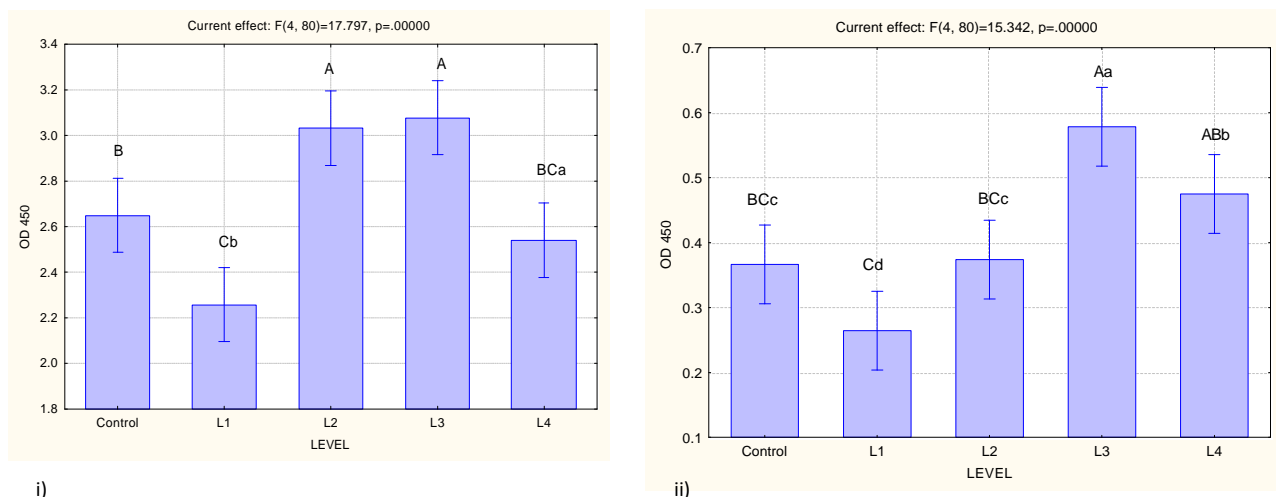 Current effect: F(4, 80)=17.797, p=.00000
3.4
3.2
3.0
2.8
2.6
2.4
2.2
2.0
1.8
OD 450
B
Cb
A
A
BCa
Control L1 L2 L3 L4
LEVEL
i)
Current effect: F(4, 80)=15.342, p=.00000
0.7
0.6
0.5
0.4
0.3
0.2
0.1
OD 450
BCc
Cd
BCc
Aa
ABb
Control L1 L2 L3 L4
LEVEL
ii)